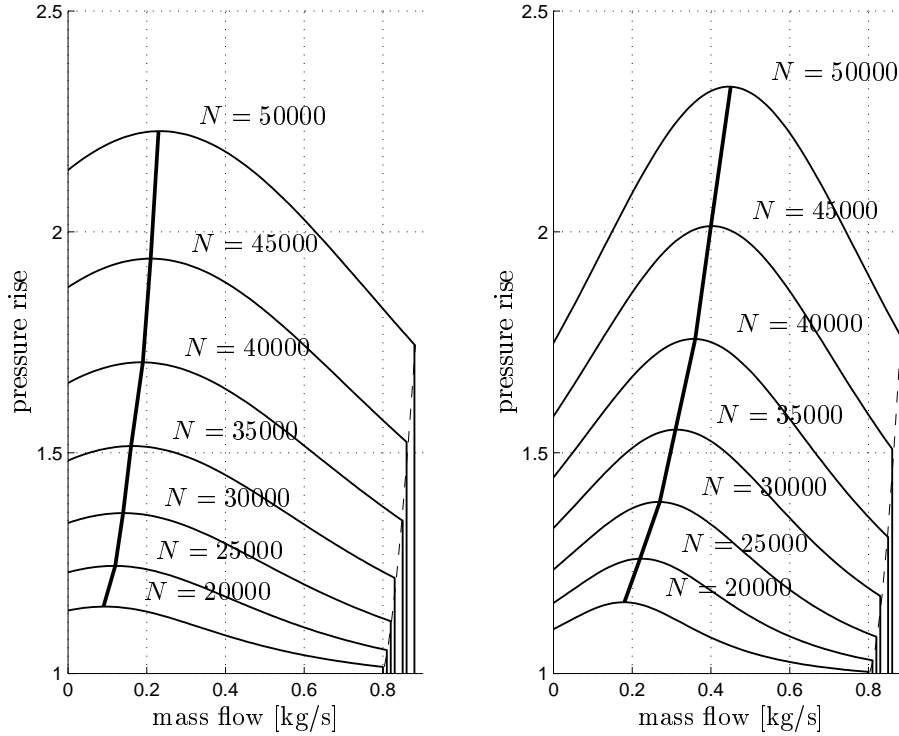 2.5
N = 50000
N = 45000
2
N = 40000
N = 35000
1.5
N = 30000
N = 25000
N = 20000
1
0 0.2 0.4 0.6 0.8
mass flow [kg/s]
pressure rise
2.5
N = 50000
N = 45000
2
N = 40000
N = 35000
1.5
N = 30000
N = 25000
N = 20000
1
0 0.2 0.4 0.6 0.8
mass flow [kg/s]
pressure rise